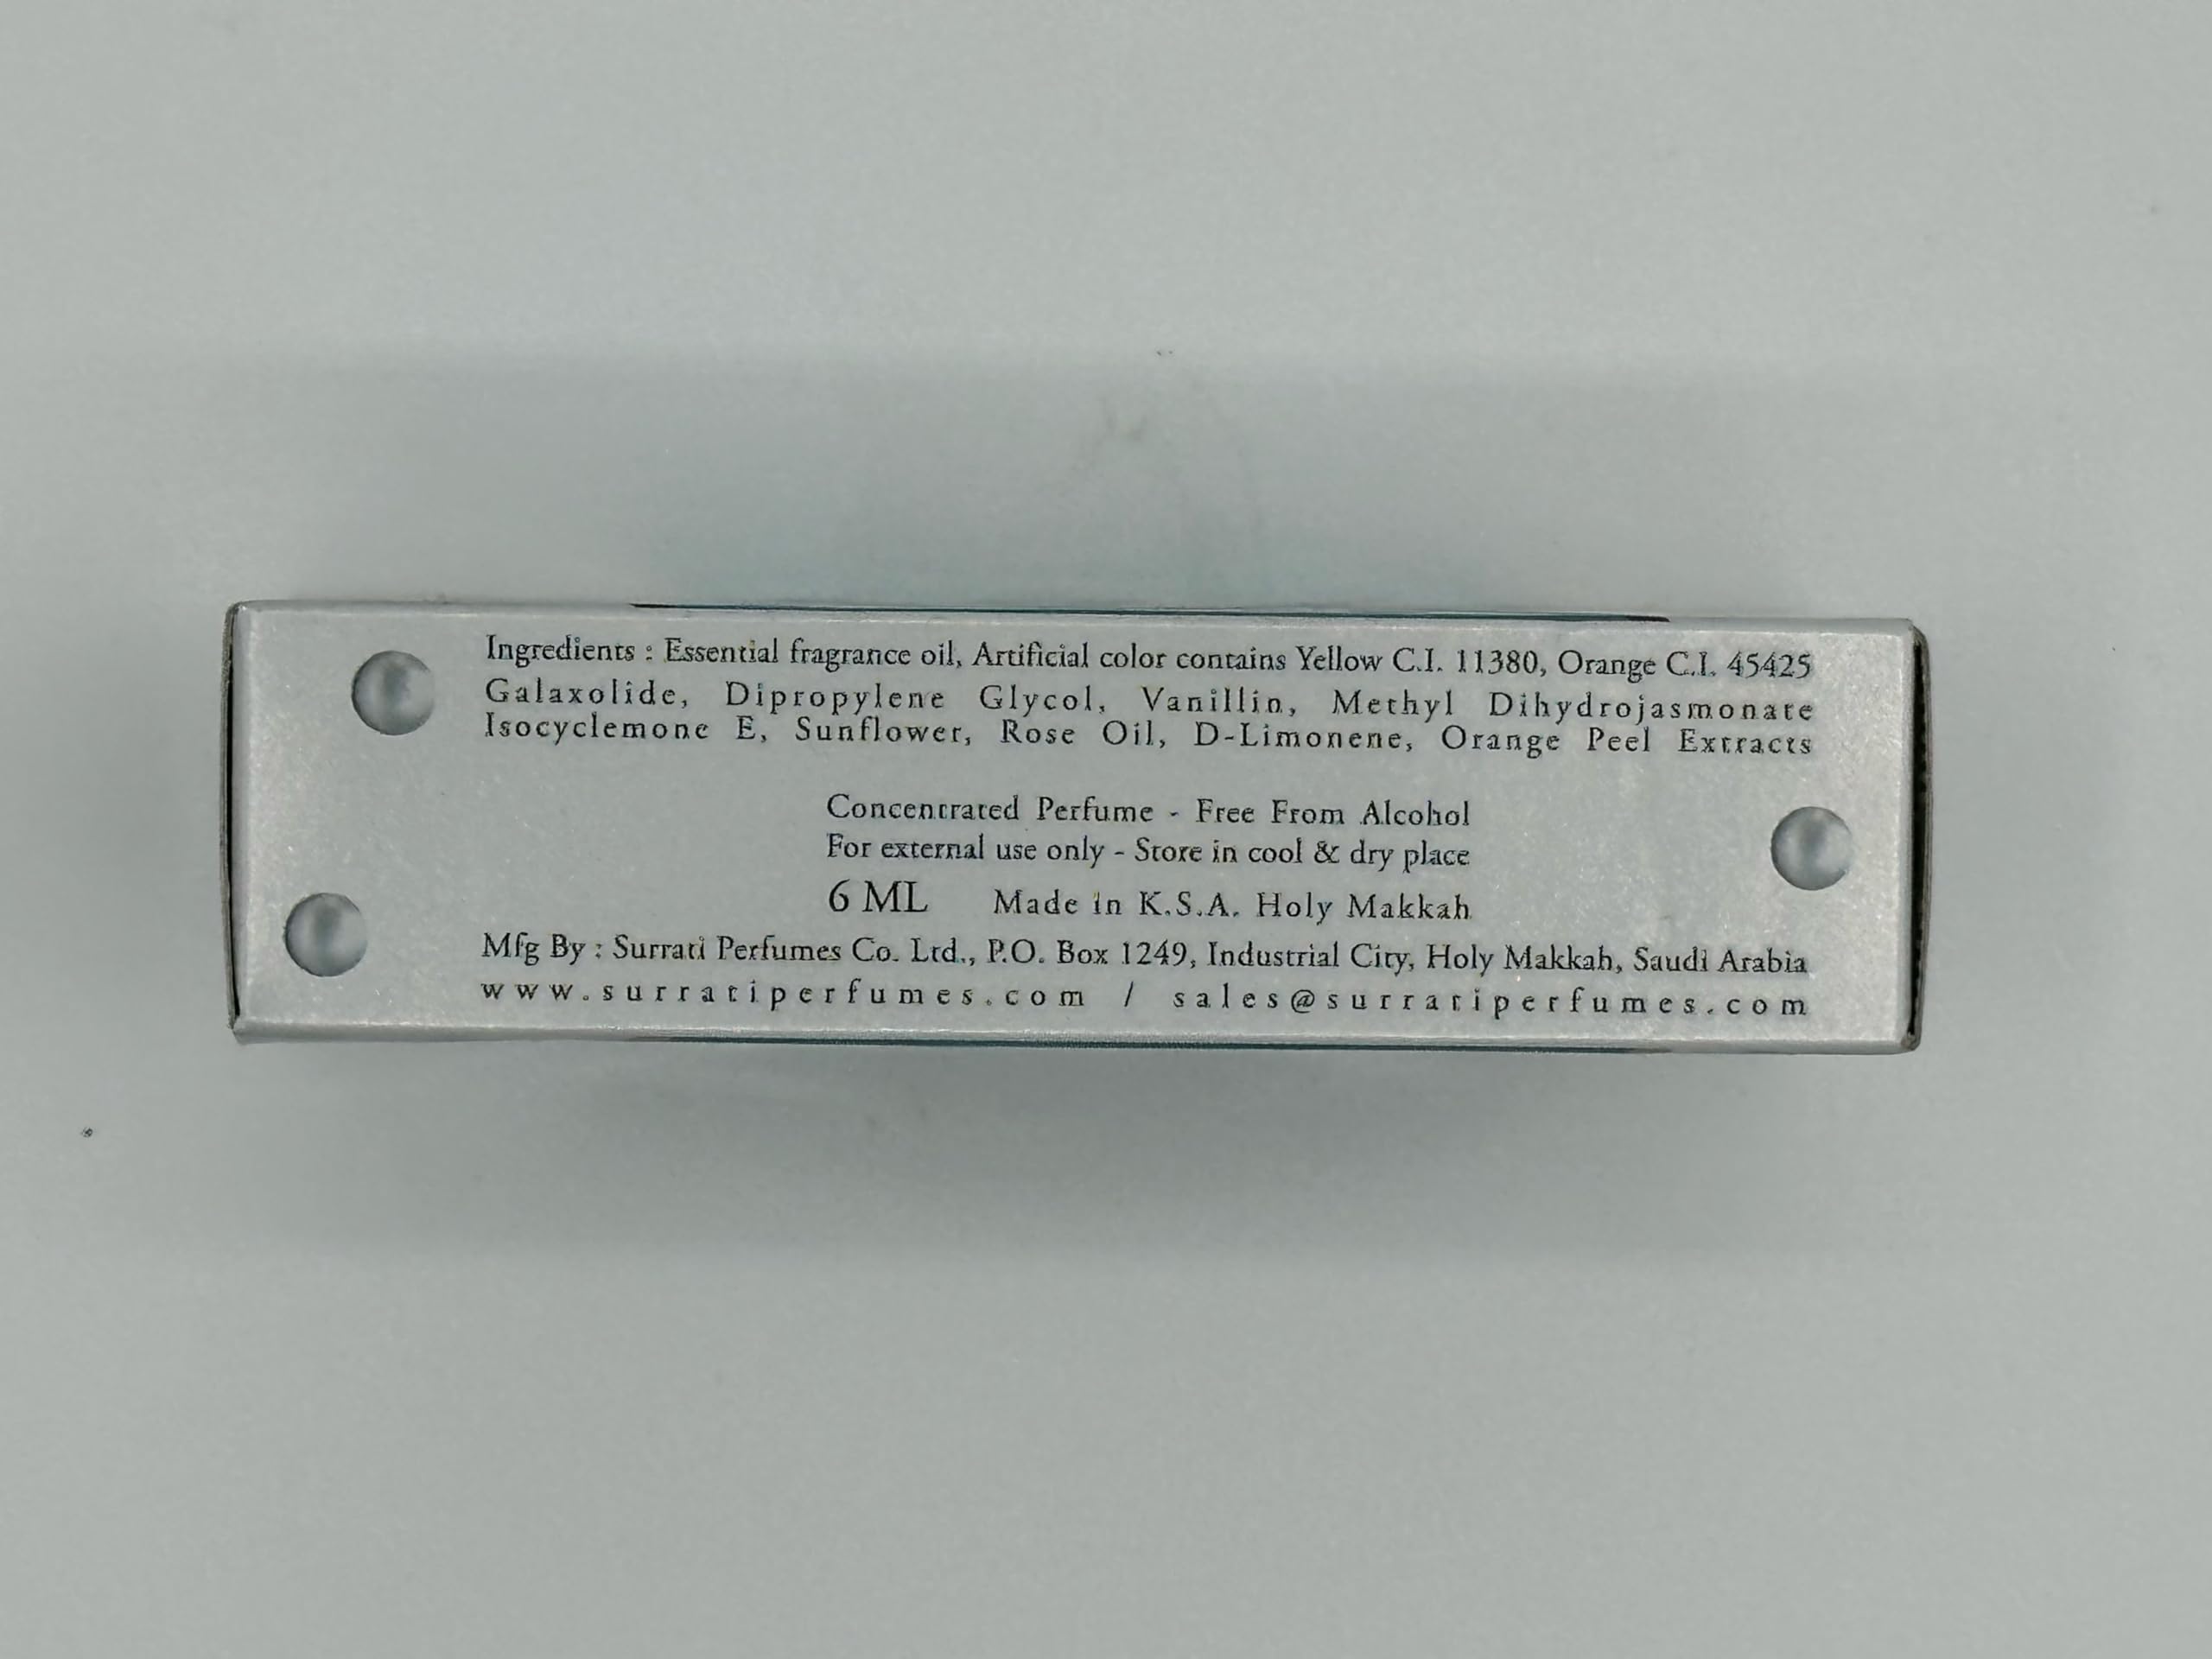 Ingredients : Essential fragrance oil, Artificial color contains Yellow C.I. 11380, Orange C.I. 45425
Galaxolide, Dipropylene Glycol, Vanillin, Methyl Dihydrojasmonate
Isocyclemone E, Sunflower, Rose Oil, D-Limonene, Orange Peel Extracts
Concentrated Perfume - Free From Alcohol
For external use only - Store in cool & dry place
6 ML Made in K.S.A. Holy Makkah
Mfg By : Surrati Perfumes Co. Ltd., P.O. Box 1249, Industrial City, Holy Makkah, Saudi Arabia
www.surratiperfumes.com / sales@surratiperfumes.com